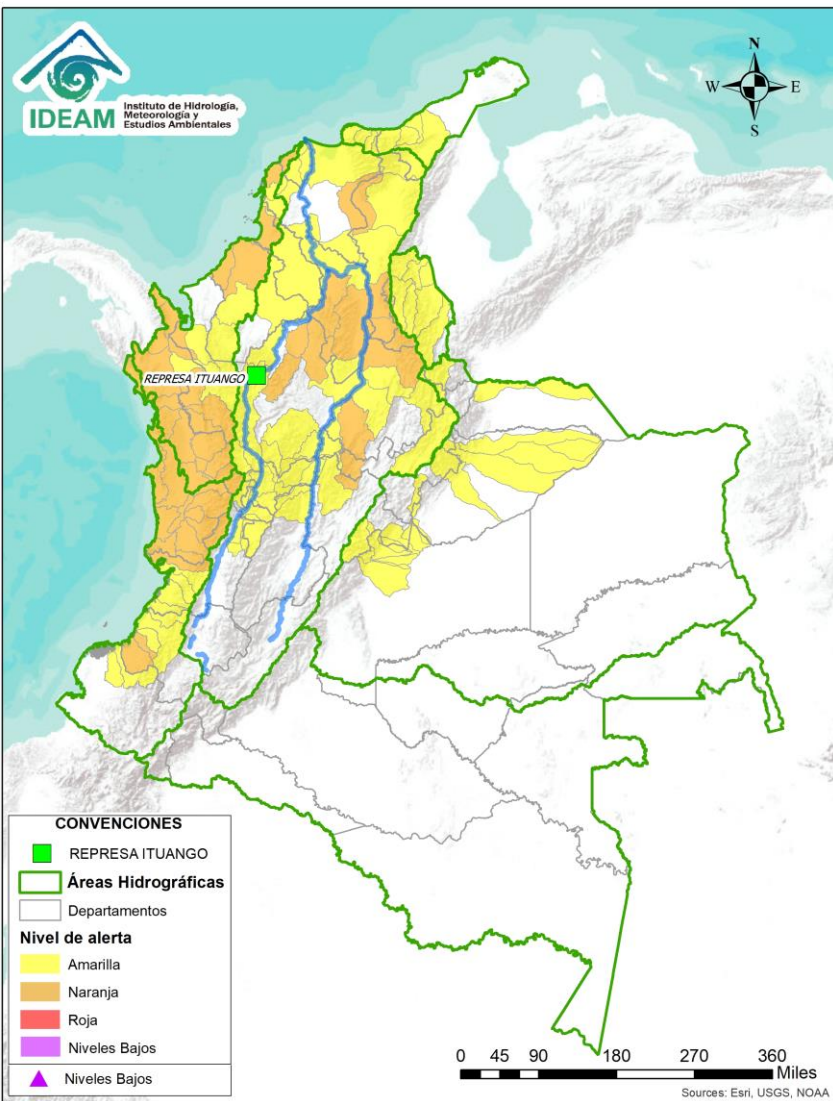 IDEAM
Instituto de Hidrología,
Meteorología y
Estudios Ambientales
N
W
E
S
REPRESA ITUANGO
CONVENCIONES
REPRESA ITUANGO
Áreas Hidrográficas
Departamentos
Nivel de alerta
Amarilla
Naranja
Roja
Niveles Bajos
Niveles Bajos
0 45 90 180 270 360
Miles
Sources: Esri, USGS, NOAA